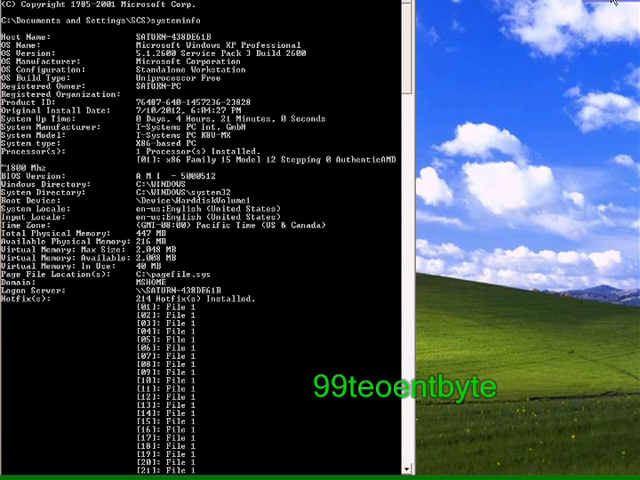 (C) Copyright 1985-2001 Microsoft Corp.
C:\Documents and Settings\SCS>systeminfo
Host Name: SATURN-438DE61B
OS Name: Microsoft Windows XP Professional
OS Version: 5.1.2600 Service Pack 3 Build 2600
OS Manufacturer: Microsoft Corporation
OS Configuration: Standalone Workstation
OS Build Type: Uniprocessor Free
Registered Owner: SATURN-PC
Registered Organization:
Product ID: 76487-640-1457236-23828
Original Install Date: 7/10/2012, 6:04:27 PM
System Up Time: 0 Days, 4 Hours, 21 Minutes, 0 Seconds
System Manufacturer: T-Systems PC Int. GmbH
System Model: T-Systems PC K8V-MX
System type: X86-based PC
Processor(s): 1 Processor(s) Installed.
[01]: x86 Family 15 Model 12 Stepping 0 AuthenticAMD
~1800 Mhz
BIOS Version: A M I - 5000512
Windows Directory: C:\WINDOWS
System Directory: C:\WINDOWS\system32
Boot Device: \Device\HarddiskVolume1
System Locale: en-us;English (United States)
Input Locale: en-us;English (United States)
Time Zone: (GMT-08:00) Pacific Time (US & Canada)
Total Physical Memory: 447 MB
Available Physical Memory: 216 MB
Virtual Memory: Max Size: 2,048 MB
Virtual Memory: Available: 2,008 MB
Virtual Memory: In Use: 40 MB
Page File Location(s): C:\pagefile.sys
Domain: MSHOME
Logon Server: \\SATURN-438DE61B
Hotfix(s): 214 Hotfix(s) Installed.
[01]: File 1
[02]: File 1
[03]: File 1
[04]: File 1
[05]: File 1
[06]: File 1
[07]: File 1
[08]: File 1
[09]: File 1
[10]: File 1
[11]: File 1
[12]: File 1
[13]: File 1
[14]: File 1
[15]: File 1
[16]: File 1
[17]: File 1
[18]: File 1
[19]: File 1
[20]: File 1
[21]: File 1
99teoentbyte